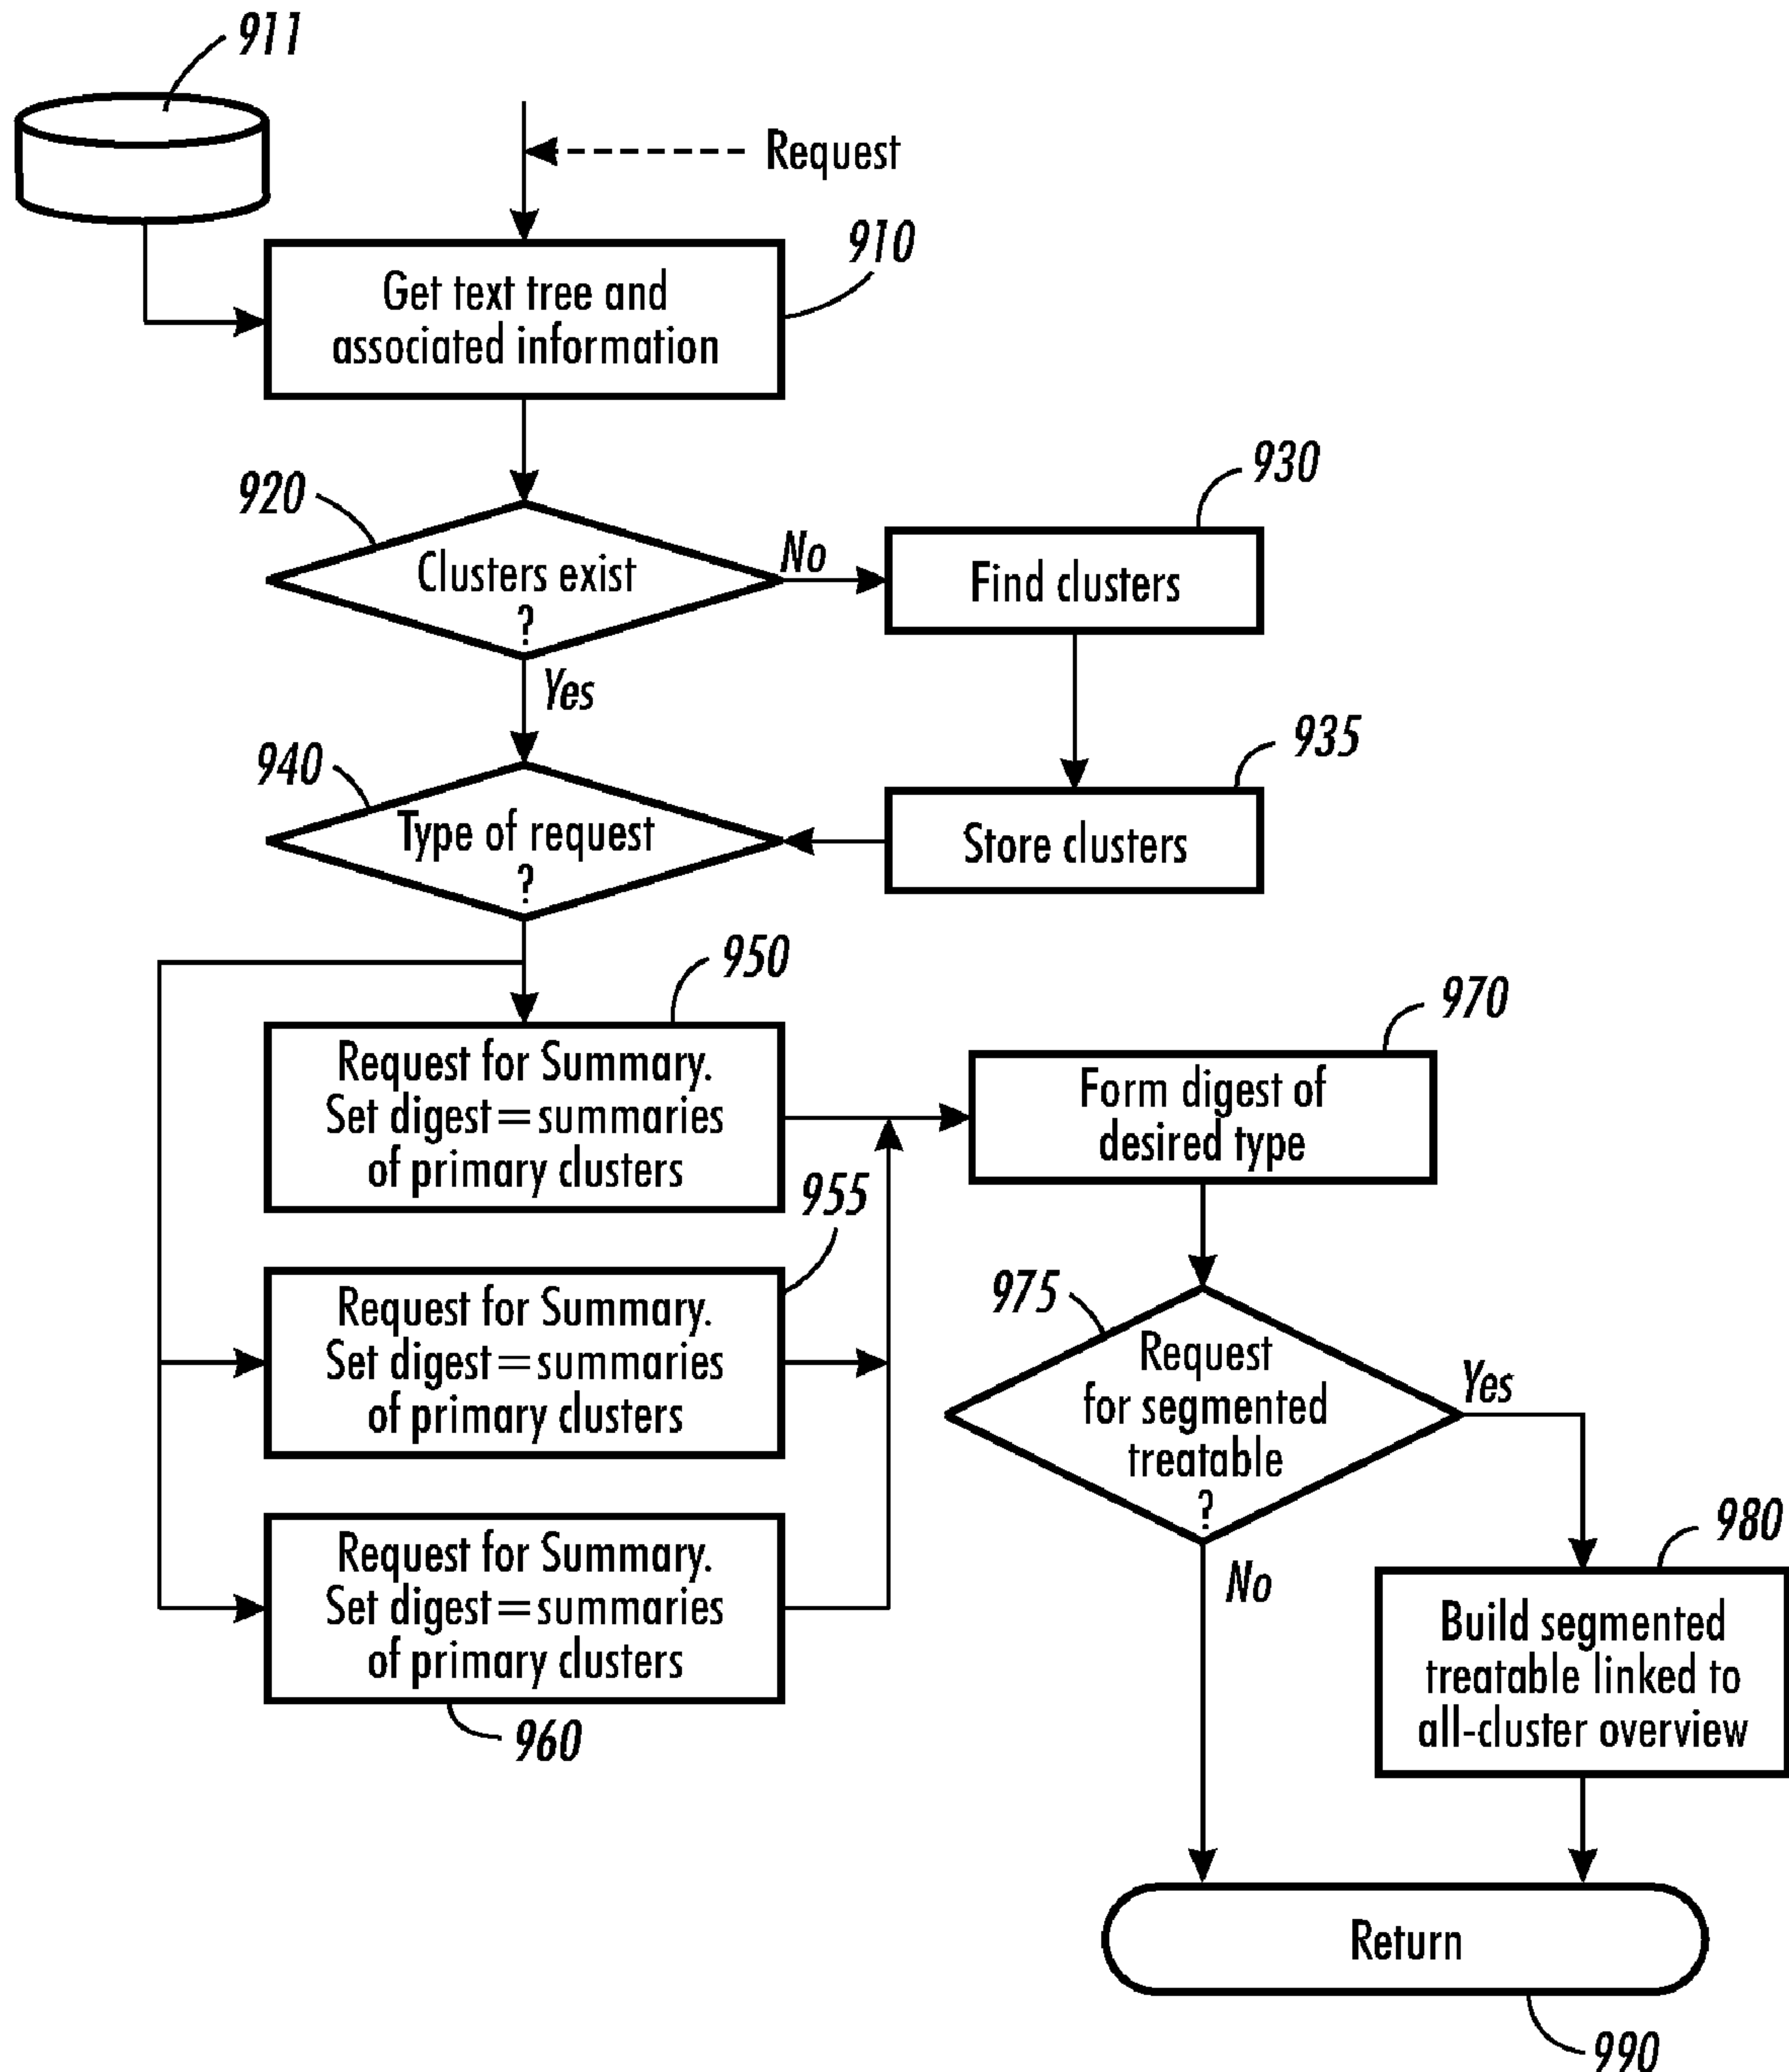 911
Request
910
Get text tree and
associated information
920
Clusters exist
?
No
Yes
930
Find clusters
935
Store clusters
940
Type of request
?
950
Request for Summary.
Set digest=summaries
of primary clusters
955
Request for Summary.
Set digest=summaries
of primary clusters
Request for Summary.
Set digest=summaries
of primary clusters
960
970
Form digest of
desired type
975
Request
for segmented
treatable
?
Yes
No
980
Build segmented
treatable linked to
all-cluster overview
Return
990